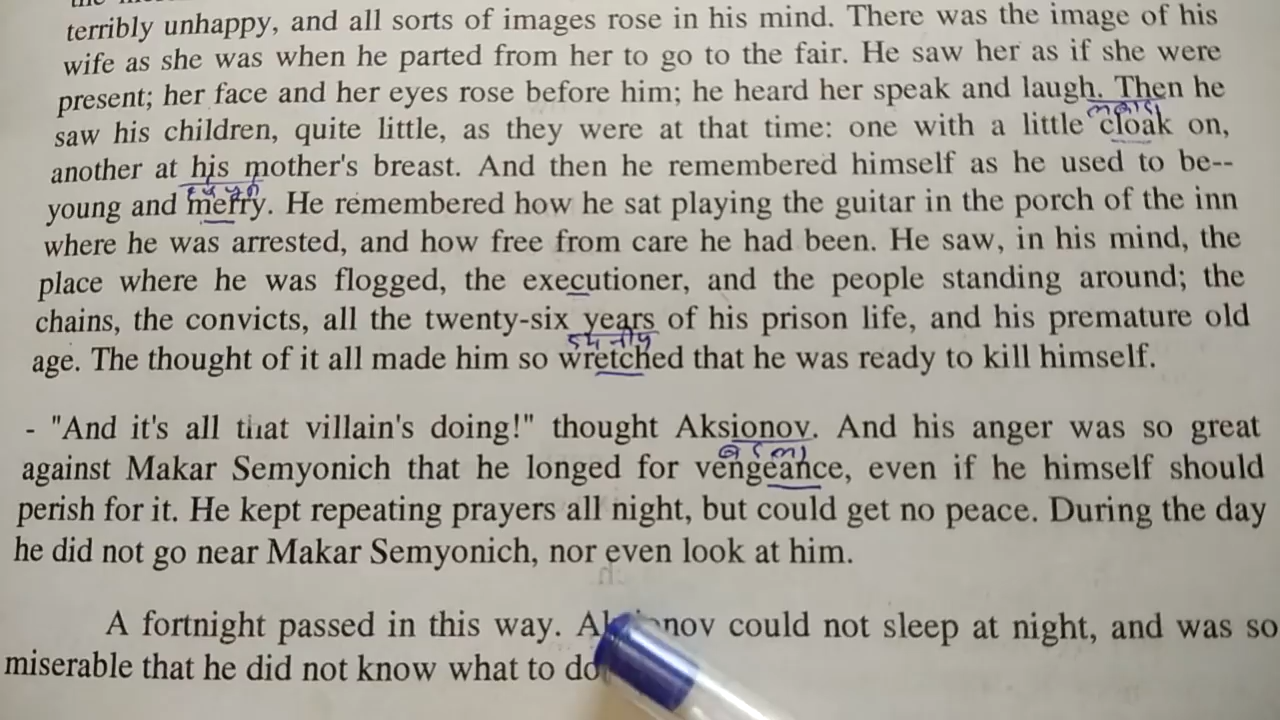 terribly unhappy, and all sorts of images rose in his mind. There was the image of his
wife as she was when he parted from her to go to the fair. He saw her as if she were
present; her face and her eyes rose before him; he heard her speak and laugh. Then he
लबादा
saw his children, quite little, as they were at that time: one with a little cloak on,
another at his mother's breast. And then he remembered himself as he used to be--
young and merry. He remembered how he sat playing the guitar in the porch of the inn
where he was arrested, and how free from care he had been. He saw, in his mind, the
place where he was flogged, the executioner, and the people standing around; the
chains, the convicts, all the twenty-six years of his prison life, and his premature old
दयनीय
age. The thought of it all made him so wretched that he was ready to kill himself.
- "And it's all that villain's doing!" thought Aksionov. And his anger was so great
बदला
against Makar Semyonich that he longed for vengeance, even if he himself should
perish for it. He kept repeating prayers all night, but could get no peace. During the day
he did not go near Makar Semyonich, nor even look at him.
A fortnight passed in this way. could not sleep at night, and was so
miserable that he did not know what to do